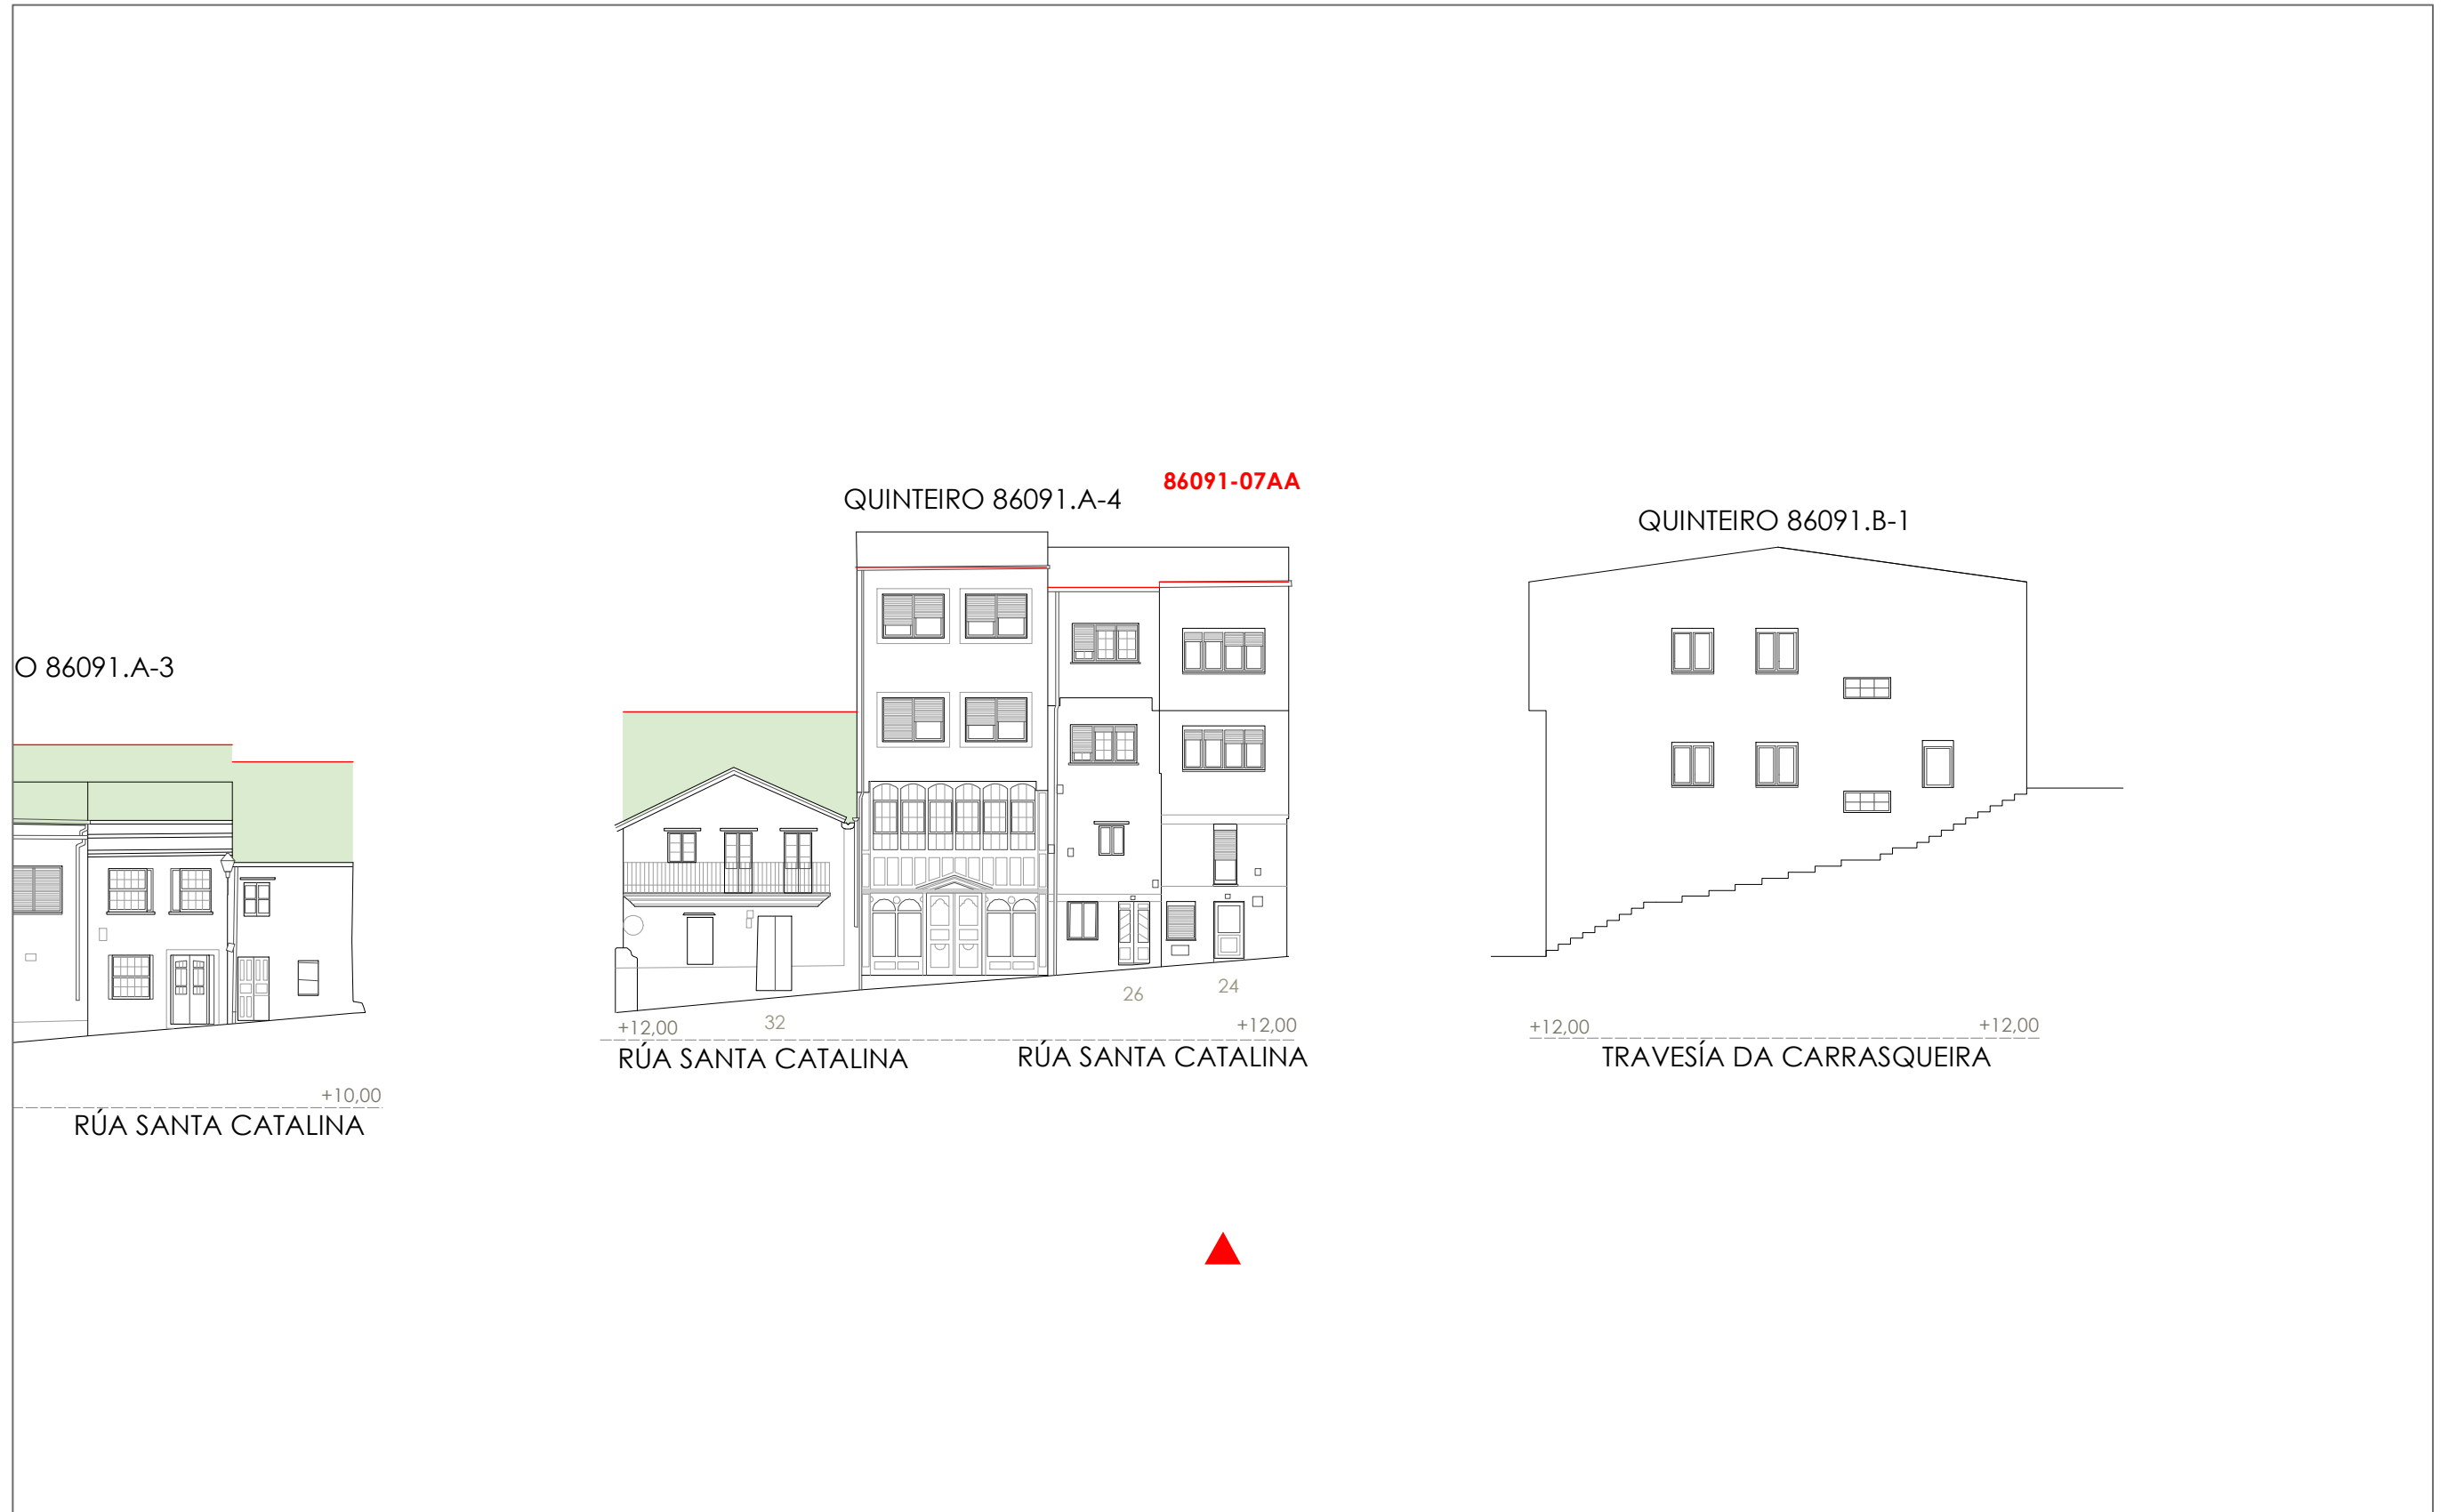 86091-07AA
QUINTEIRO 86091.A-4
QUINTEIRO 86091.B-1
O 86091.A-3
26
24
32
+12,00
+12,00
+12,00
+12,00
RÚA SANTA CATALINA
RÚA SANTA CATALINA
TRAVESÍA DA CARRASQUEIRA
+10,00
RÚA SANTA CATALINA